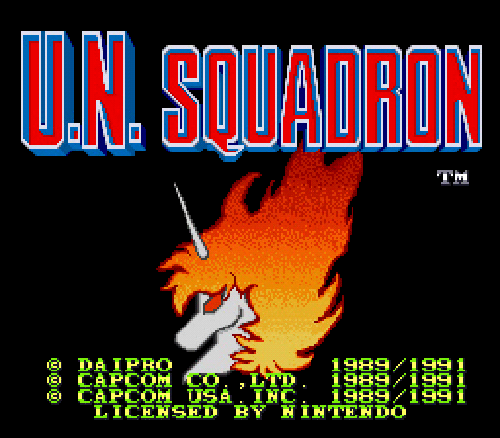 U.N. SQUADRON
TM
© DAIPRO 1989/1991
© CAPCOM CO.,LTD. 1989/1991
© CAPCOM USA.INC. 1989/1991
LICENSED BY NINTENDO